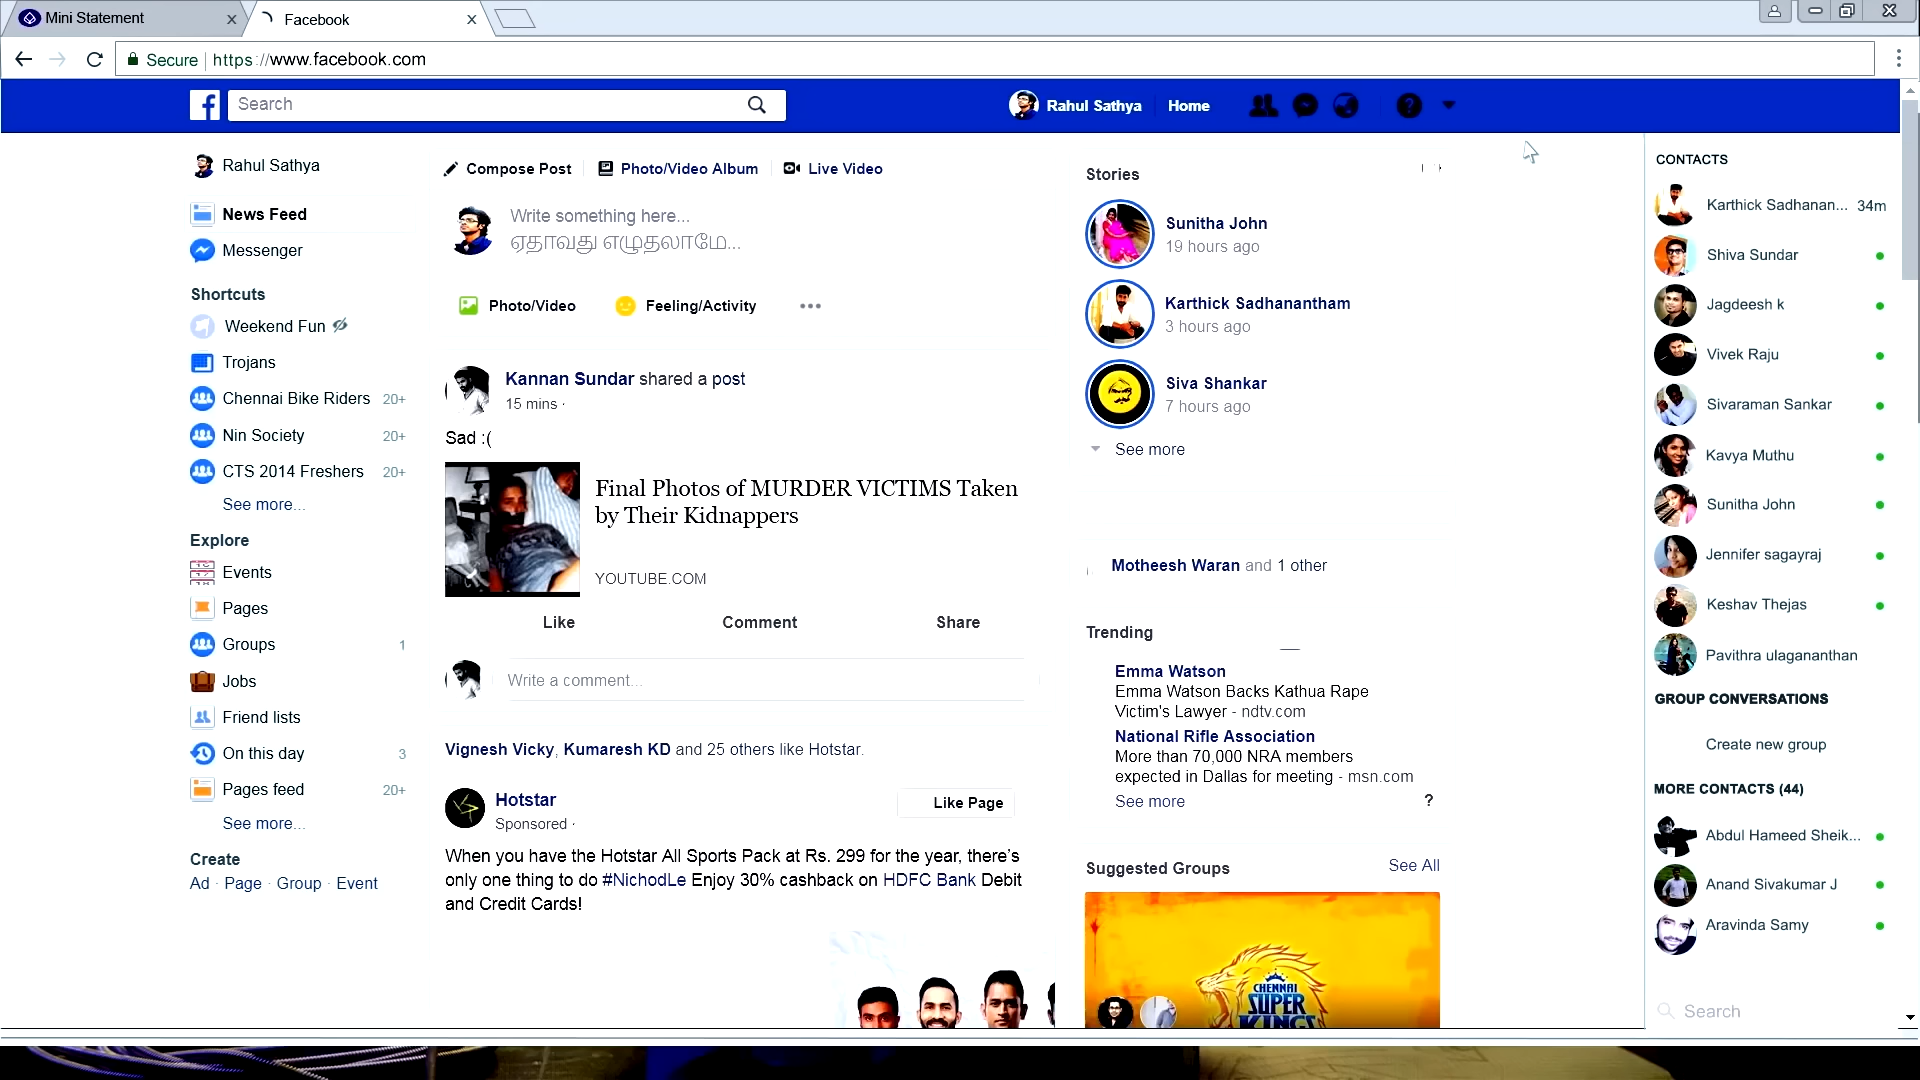 Mini Statement
Facebook
Secure https://www.facebook.com
Search
Rahul Sathya Home
Rahul Sathya
News Feed
Messenger
Shortcuts
Weekend Fun
Trojans
Chennai Bike Riders 20+
Nin Society 20+
CTS 2014 Freshers 20+
See more...
Explore
Events
Pages
Groups 1
Jobs
Friend lists
On this day 3
Pages feed 20+
See more...
Create
Ad · Page · Group · Event
Compose Post Photo/Video Album Live Video
Write something here...
ஏதாவது எழுதலாமே...
Photo/Video Feeling/Activity
Kannan Sundar shared a post
15 mins ·
Sad :(
Final Photos of MURDER VICTIMS Taken
by Their Kidnappers
YOUTUBE.COM
Like Comment Share
Write a comment...
Vignesh Vicky, Kumaresh KD and 25 others like Hotstar.
Hotstar
Sponsored ·
Like Page
When you have the Hotstar All Sports Pack at Rs. 299 for the year, there's
only one thing to do #NichodLe Enjoy 30% cashback on HDFC Bank Debit
and Credit Cards!
Stories
Sunitha John
19 hours ago
Karthick Sadhanantham
3 hours ago
Siva Shankar
7 hours ago
See more
Motheesh Waran and 1 other
Trending
Emma Watson
Emma Watson Backs Kathua Rape
Victim's Lawyer - ndtv.com
National Rifle Association
More than 70,000 NRA members
expected in Dallas for meeting - msn.com
See more ?
Suggested Groups See All
CHENNAI
SUPER
KINGS
CONTACTS
Karthick Sadhanan... 34m
Shiva Sundar
Jagdeesh k
Vivek Raju
Sivaraman Sankar
Kavya Muthu
Sunitha John
Jennifer sagayraj
Keshav Thejas
Pavithra ulagananthan
GROUP CONVERSATIONS
Create new group
MORE CONTACTS (44)
Abdul Hameed Sheik...
Anand Sivakumar J
Aravinda Samy
Search